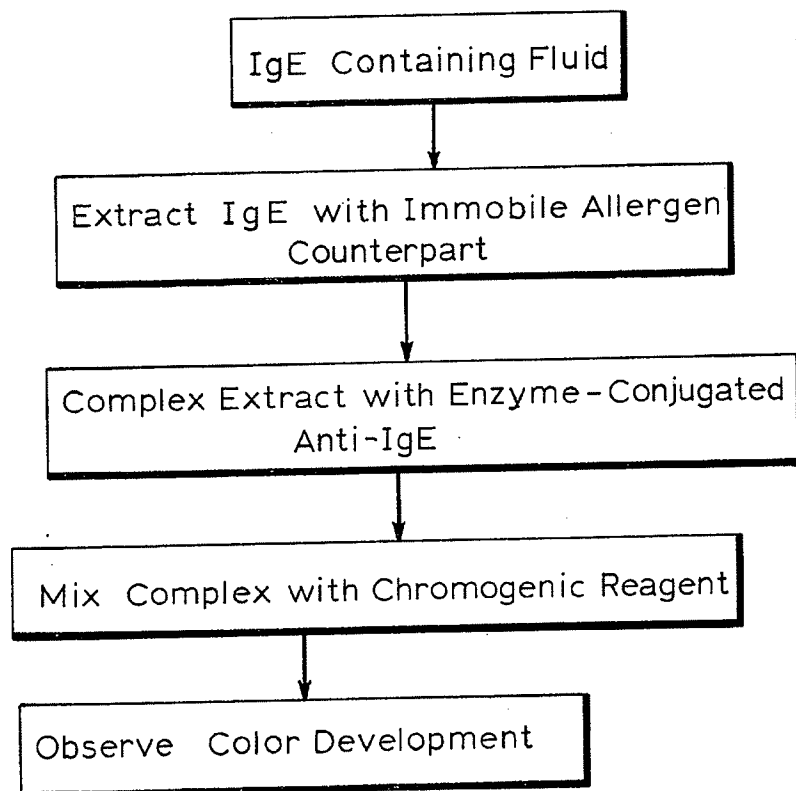 IgE Containing Fluid
Extract IgE with Immobile Allergen
Counterpart
Complex Extract with Enzyme-Conjugated
Anti-IgE
Mix Complex with Chromogenic Reagent
Observe Color Development